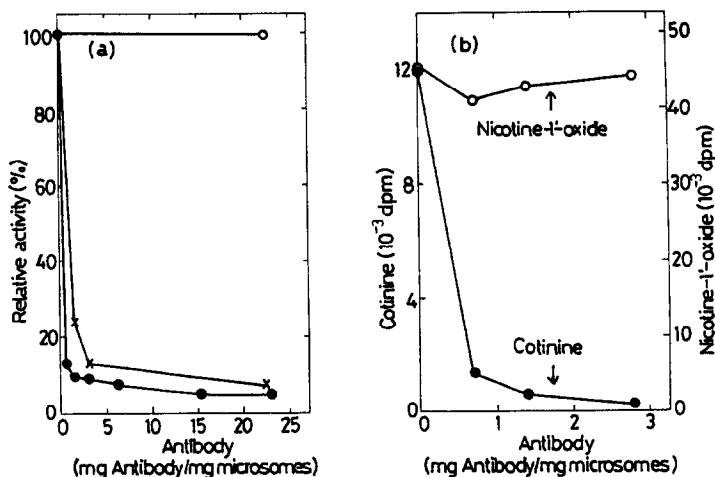 (a)
100
80
60
40
20
0
Relative activity (%)
0 5 10 15 20 25
Antibody
(mg Antibody/mg microsomes)
(b)
12
8
4
0
Cotinine (10⁻³ dpm)
Nicotine-1'-oxide
Cotinine
50
40
30
20
10
0
Nicotine-1'-oxide (10⁻³ dpm)
0 1 2 3
Antibody
(mg Antibody/mg microsomes)